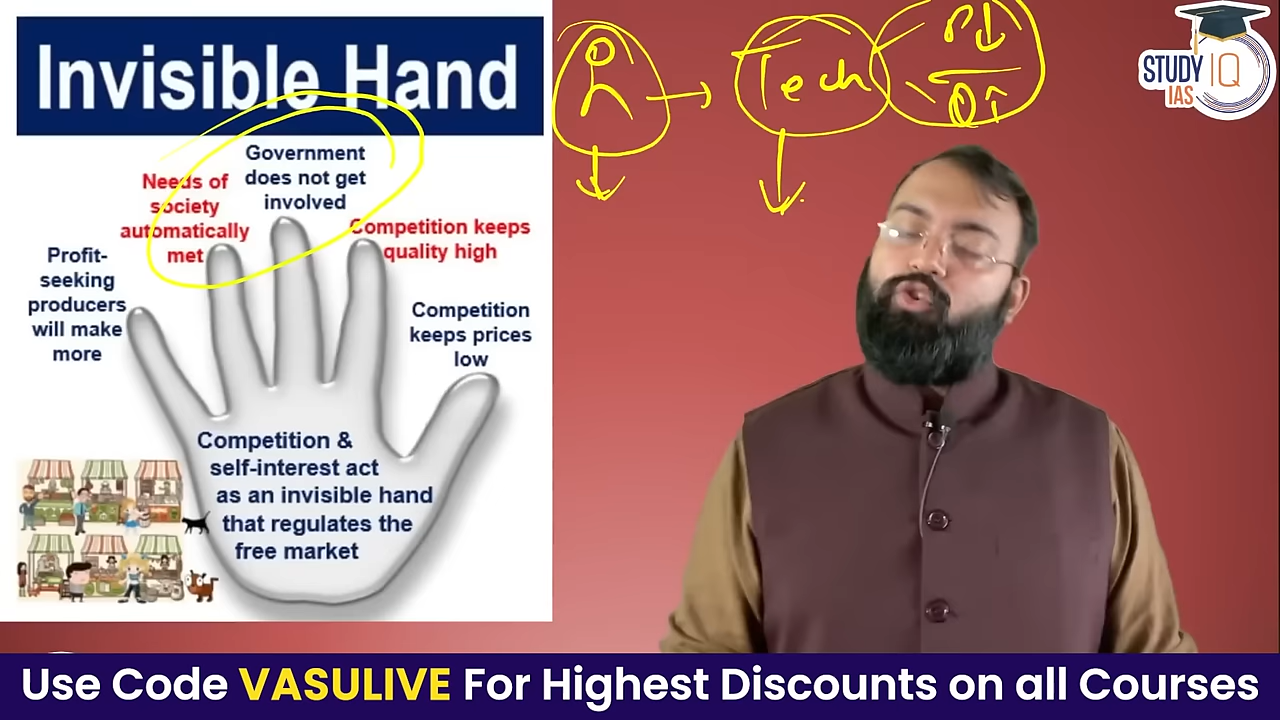 Invisible Hand
Government
does not get
involved
Needs of
society
automatically
met
Competition keeps
quality high
Profit-
seeking
producers
will make
more
Competition
keeps prices
low
Competition &
self-interest act
as an invisible hand
that regulates the
free market
Tech
P↓
Q↑
STUDY IQ
IAS
Use Code VASULIVE For Highest Discounts on all Courses